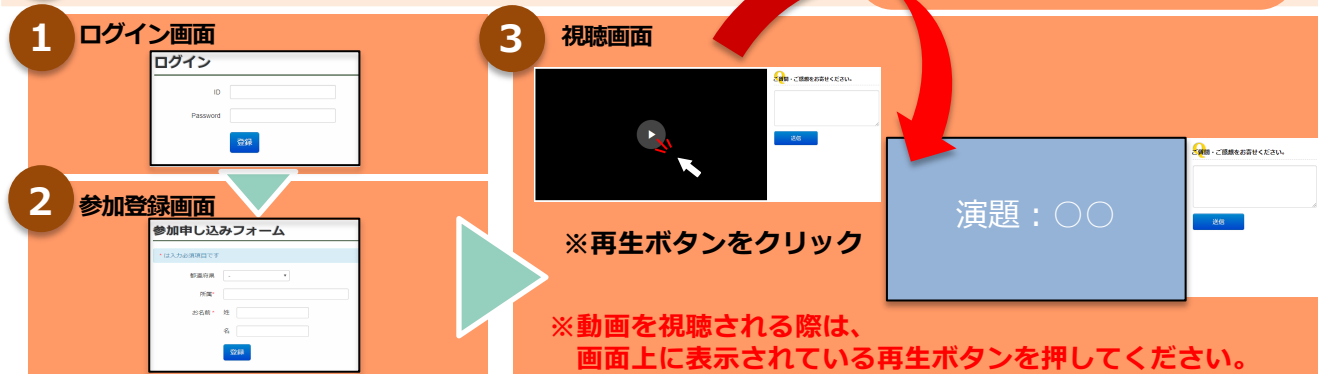 1
ログイン画面
ログイン
ID
Password
登録
2
参加登録画面
参加申し込みフォーム
* は入力必須項目です
都道府県 -
所属*
お名前* 姓
名
登録
3
視聴画面
Q
ご質問・ご感想をお寄せください。
送信
※再生ボタンをクリック
演題：○○
Q
ご質問・ご感想をお寄せください。
送信
※動画を視聴される際は、
画面上に表示されている再生ボタンを押してください。